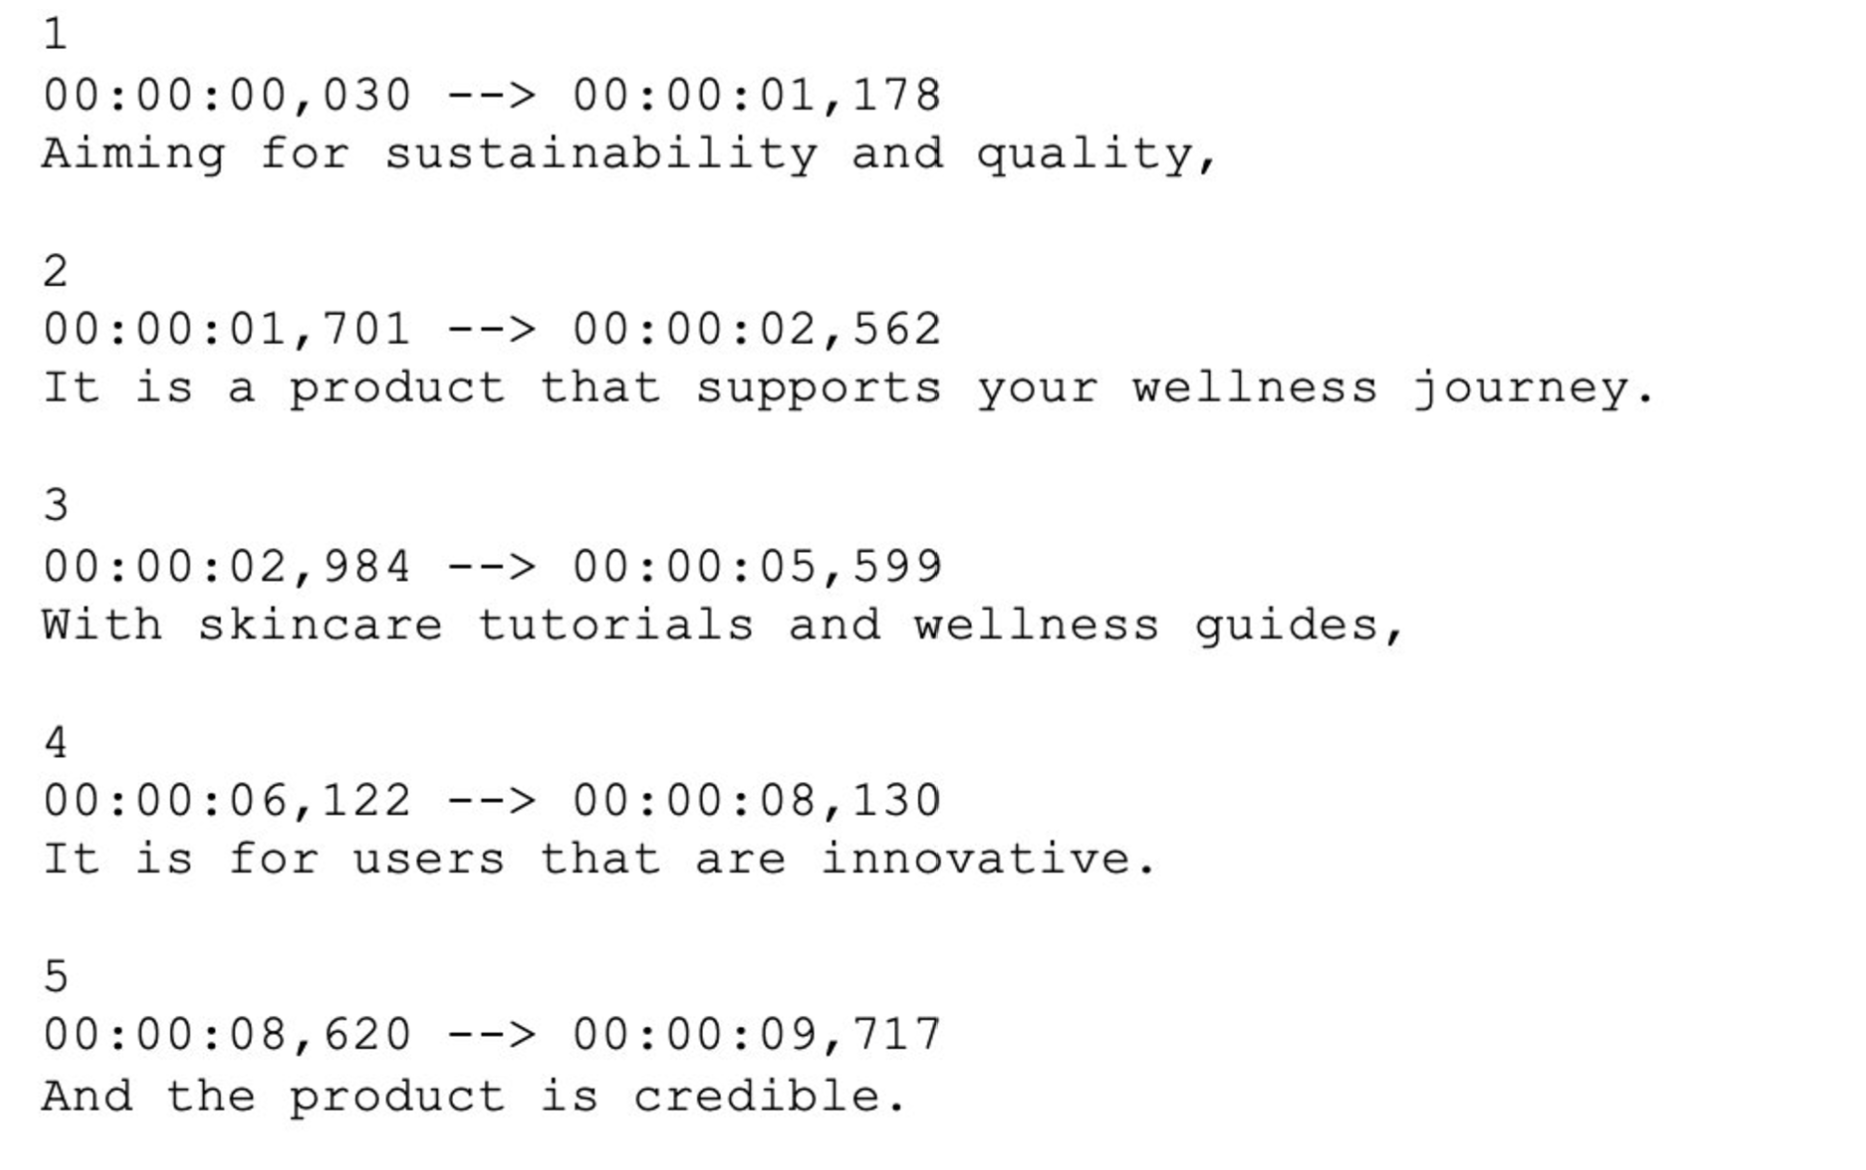 1
00:00:00,030 --> 00:00:01,178
Aiming for sustainability and quality,
2
00:00:01,701 --> 00:00:02,562
It is a product that supports your wellness journey.
3
00:00:02,984 --> 00:00:05,599
With skincare tutorials and wellness guides,
4
00:00:06,122 --> 00:00:08,130
It is for users that are innovative.
5
00:00:08,620 --> 00:00:09,717
And the product is credible.